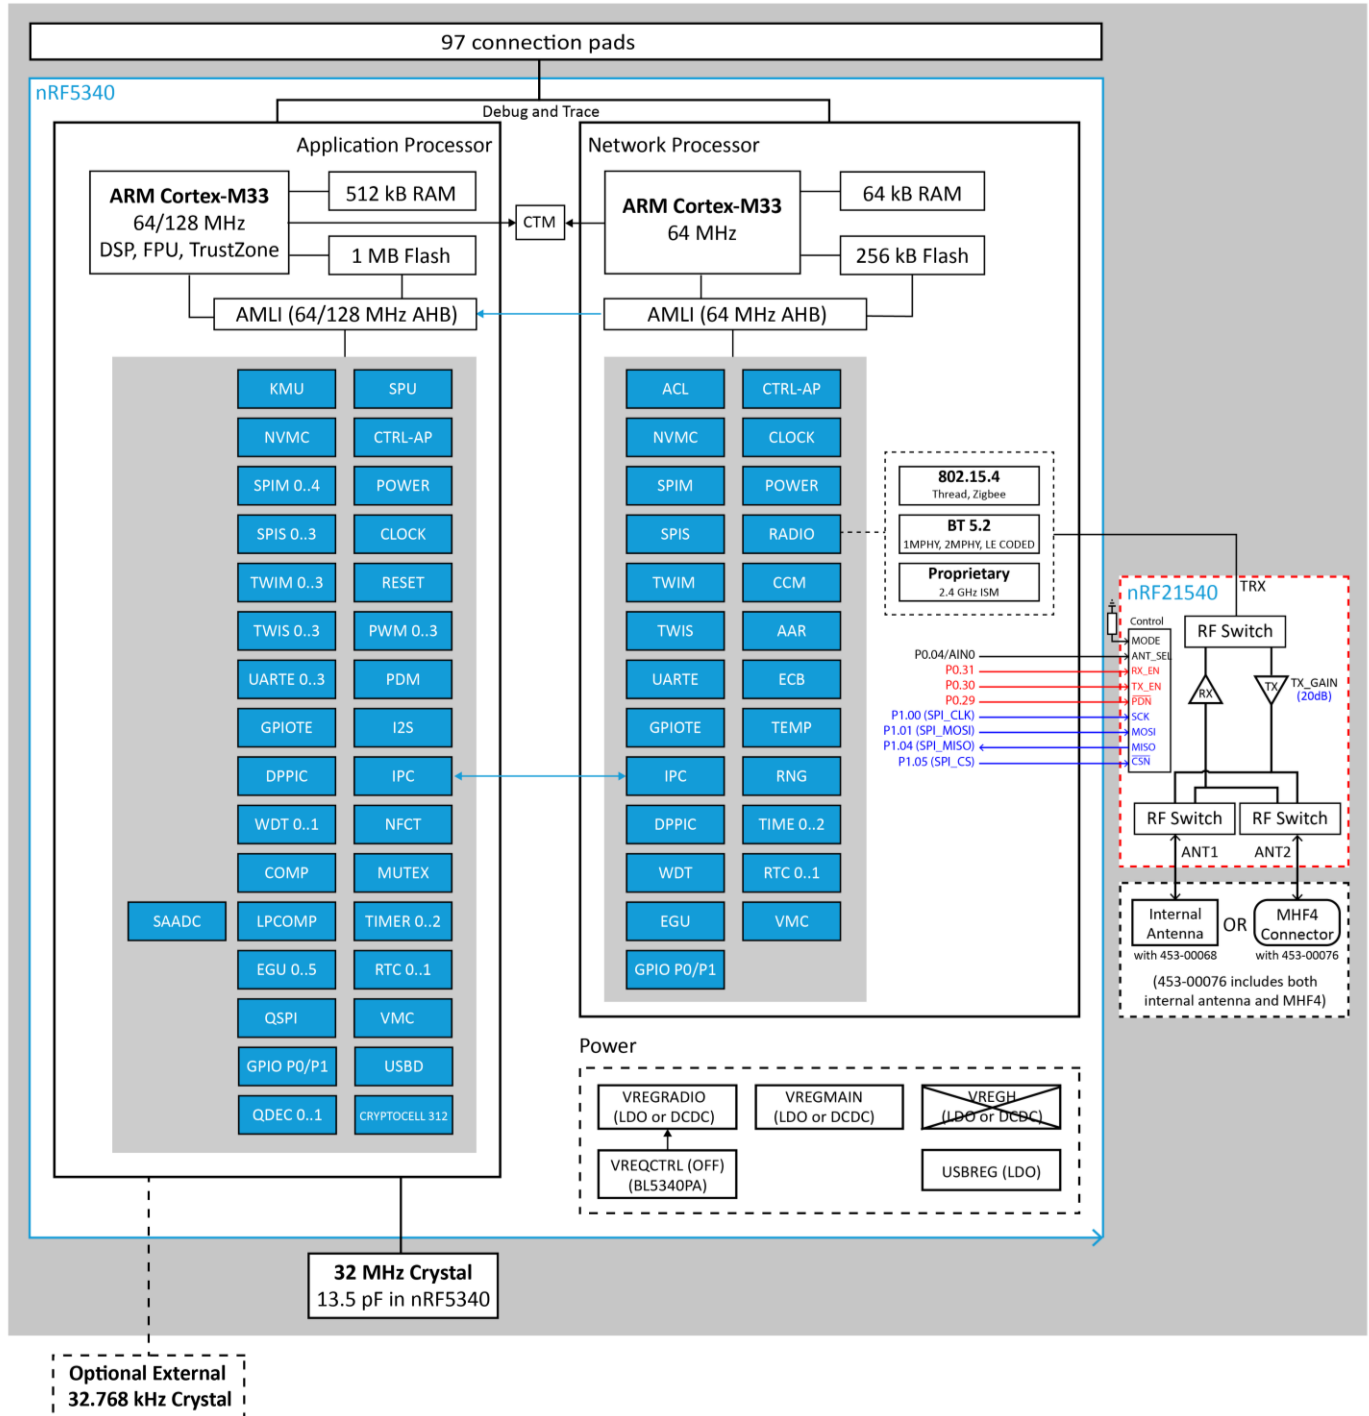 97 connection pads
nRF5340
Debug and Trace
Application Processor
ARM Cortex-M33
64/128 MHz
DSP, FPU, TrustZone
512 kB RAM
1 MB Flash
CTM
AMLI (64/128 MHz AHB)
KMU
SPU
NVMC
CTRL-AP
SPIM 0..4
POWER
SPIS 0..3
CLOCK
TWIM 0..3
RESET
TWIS 0..3
PWM 0..3
UARTE 0..3
PDM
GPIOTE
I2S
DPPIC
IPC
WDT 0..1
NFCT
COMP
MUTEX
SAADC
LPCOMP
TIMER 0..2
EGU 0..5
RTC 0..1
QSPI
VMC
GPIO P0/P1
USBD
QDEC 0..1
CRYPTOCELL 312
Network Processor
ARM Cortex-M33
64 MHz
64 kB RAM
256 kB Flash
AMLI (64 MHz AHB)
ACL
CTRL-AP
NVMC
CLOCK
SPIM
POWER
SPIS
RADIO
TWIM
CCM
TWIS
AAR
UARTE
ECB
GPIOTE
TEMP
IPC
RNG
DPPIC
TIME 0..2
WDT
RTC 0..1
EGU
VMC
GPIO P0/P1
802.15.4
Thread, Zigbee
BT 5.2
1MPHY, 2MPHY, LE CODED
Proprietary
2.4 GHz ISM
TRX
nRF21540
Control
MODE
P0.04/AIN0
ANT_SEL
P0.31
RX_EN
P0.30
TX_EN
P0.29
PDN
P1.00 (SPI_CLK)
SCK
P1.01 (SPI_MOSI)
MOSI
P1.04 (SPI_MISO)
MISO
P1.05 (SPI_CS)
CSN
RF Switch
RX
TX
TX_GAIN
(20dB)
RF Switch
RF Switch
ANT1
ANT2
Internal
Antenna
with 453-00068
OR
MHF4
Connector
with 453-00076
(453-00076 includes both
internal antenna and MHF4)
Power
VREGRADIO
(LDO or DCDC)
VREGMAIN
(LDO or DCDC)
VREGH
(LDO or DCDC)
VREQCTRL (OFF)
(BL5340PA)
USBREG (LDO)
32 MHz Crystal
13.5 pF in nRF5340
Optional External
32.768 kHz Crystal